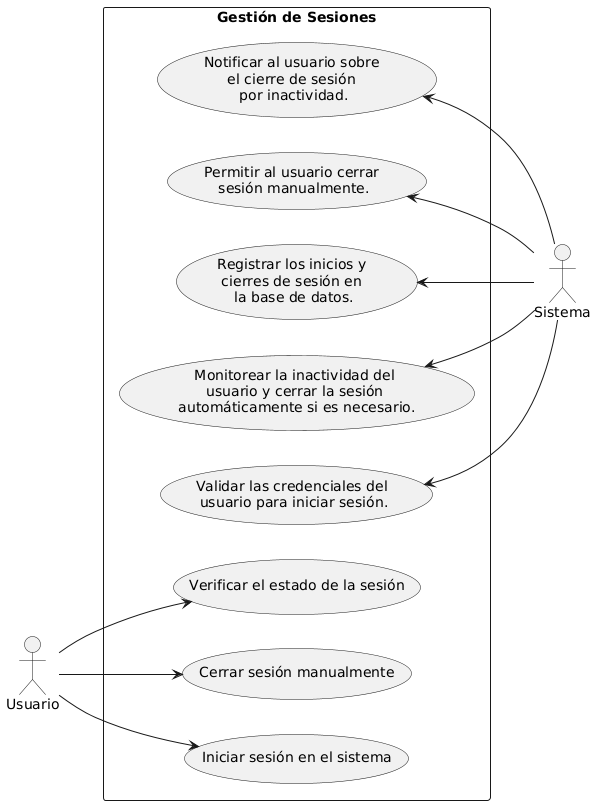 Gestión de Sesiones
Notificar al usuario sobre
el cierre de sesión
por inactividad.
Permitir al usuario cerrar
sesión manualmente.
Registrar los inicios y
cierres de sesión en
la base de datos.
Sistema
Monitorear la inactividad del
usuario y cerrar la sesión
automáticamente si es necesario.
Validar las credenciales del
usuario para iniciar sesión.
Verificar el estado de la sesión
Cerrar sesión manualmente
Usuario
Iniciar sesión en el sistema